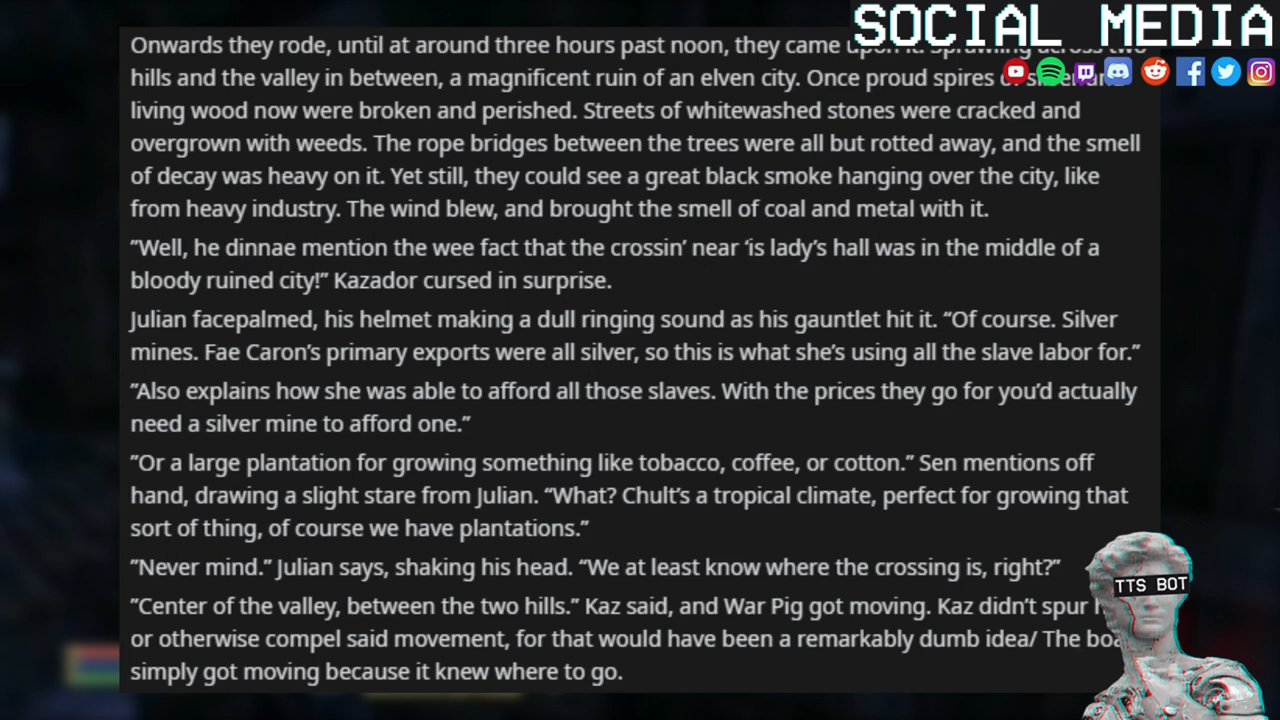 SOCIAL MEDIA
Onwards they rode, until at around three hours past noon, they came upon it. Sprawling across two
hills and the valley in between, a magnificent ruin of an elven city. Once proud spires of silver and
living wood now were broken and perished. Streets of whitewashed stones were cracked and
overgrown with weeds. The rope bridges between the trees were all but rotted away, and the smell
of decay was heavy on it. Yet still, they could see a great black smoke hanging over the city, like
from heavy industry. The wind blew, and brought the smell of coal and metal with it.
”Well, he dinnae mention the wee fact that the crossin’ near ‘is lady’s hall was in the middle of a
bloody ruined city!” Kazador cursed in surprise.
Julian facepalmed, his helmet making a dull ringing sound as his gauntlet hit it. “Of course. Silver
mines. Fae Caron’s primary exports were all silver, so this is what she’s using all the slave labor for.”
”Also explains how she was able to afford all those slaves. With the prices they go for you’d actually
need a silver mine to afford one.”
”Or a large plantation for growing something like tobacco, coffee, or cotton.” Sen mentions off
hand, drawing a slight stare from Julian. “What? Chult’s a tropical climate, perfect for growing that
sort of thing, of course we have plantations.”
”Never mind.” Julian says, shaking his head. “We at least know where the crossing is, right?”
”Center of the valley, between the two hills.” Kaz said, and War Pig got moving. Kaz didn’t spur
or otherwise compel said movement, for that would have been a remarkably dumb idea/ The
simply got moving because it knew where to go.
TTS BOT